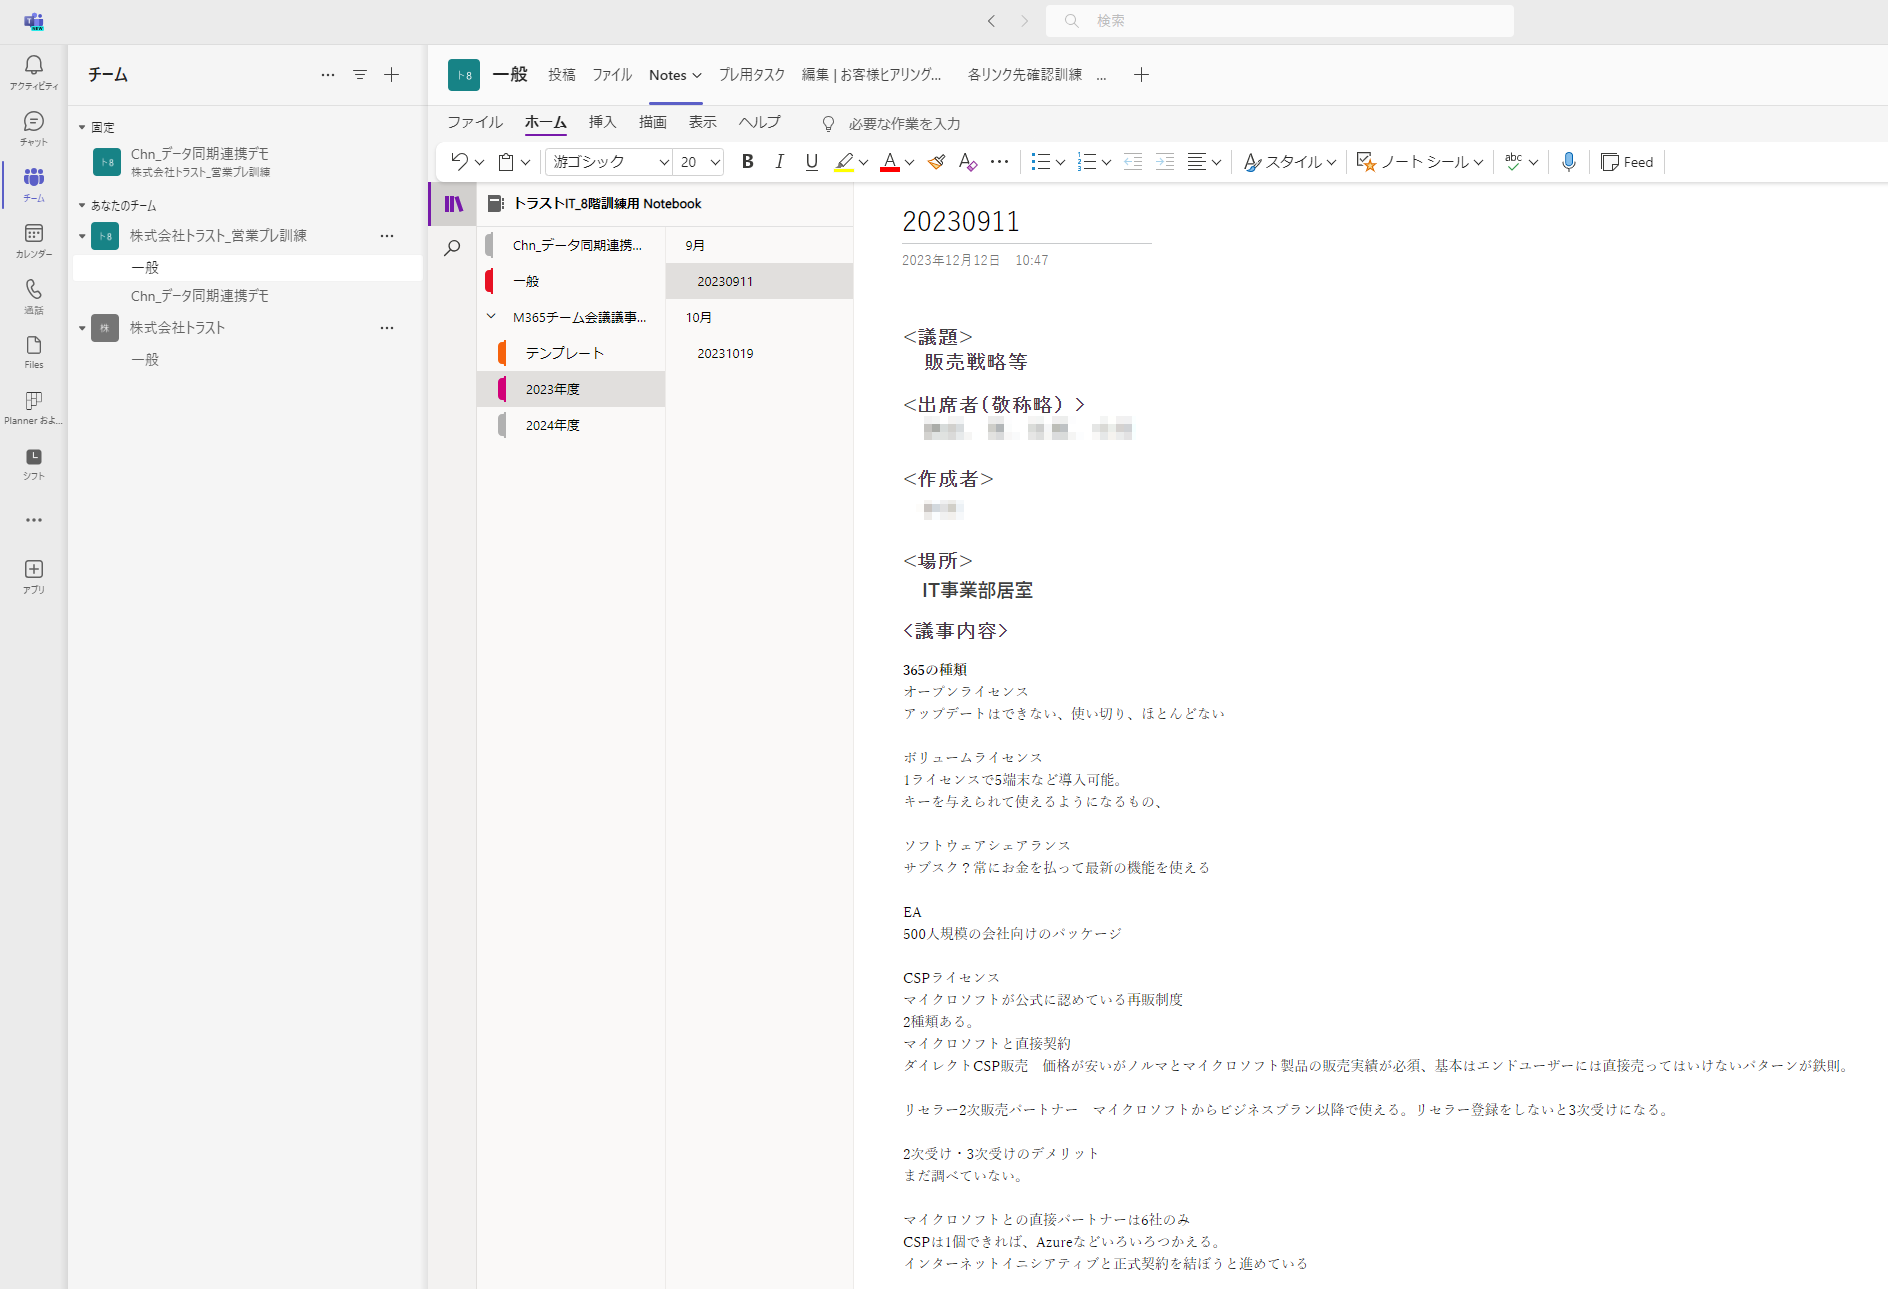 検索
アクティビティ
チャット
チーム
カレンダー
通話
Files
Planner およ...
シフト
アプリ
チーム
固定
ト8
Chn_データ同期連携デモ
株式会社トラスト_営業プレ訓練
あなたのチーム
ト8
株式会社トラスト_営業プレ訓練
一般
Chn_データ同期連携デモ
株
株式会社トラスト
一般
ト8 一般 投稿 ファイル Notes プレ用タスク 編集 | お客様ヒアリング... 各リンク先確認訓練 ...
ファイル ホーム 挿入 描画 表示 ヘルプ 必要な作業を入力
游ゴシック 20 B I U A A スタイル ノート シール abc Feed
トラストIT_8階訓練用 Notebook
Chn_データ同期連携...
一般
M365チーム会議議事...
テンプレート
2023年度
2024年度
9月
20230911
10月
20231019
20230911
2023年12月12日 10:47
<議題>
販売戦略等
<出席者(敬称略) >
<作成者>
<場所>
IT事業部居室
<議事内容>
365の種類
オープンライセンス
アップデートはできない、使い切り、ほとんどない
ボリュームライセンス
1ライセンスで5端末など導入可能。
キーを与えられて使えるようになるもの、
ソフトウェアシェアランス
サブスク？常にお金を払って最新の機能を使える
EA
500人規模の会社向けのパッケージ
CSPライセンス
マイクロソフトが公式に認めている再販制度
2種類ある。
マイクロソフトと直接契約
ダイレクトCSP販売　価格が安いがノルマとマイクロソフト製品の販売実績が必須、基本はエンドユーザーには直接売ってはいけないパターンが鉄則。
リセラー2次販売パートナー　マイクロソフトからビジネスプラン以降で使える。リセラー登録をしないと3次受けになる。
2次受け・3次受けのデメリット
まだ調べていない。
マイクロソフトとの直接パートナーは6社のみ
CSPは1個できれば、Azureなどいろいろつかえる。
インターネットイニシアティブと正式契約を結ぼうと進めている